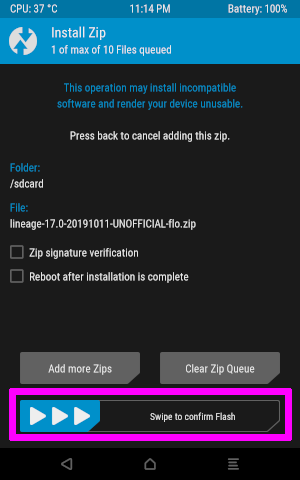 CPU: 37 °C 11:14 PM Battery: 100%
Install Zip
1 of max of 10 Files queued
This operation may install incompatible
software and render your device unusable.
Press back to cancel adding this zip.
Folder:
/sdcard
File:
lineage-17.0-20191011-UNOFFICIAL-flo.zip
Zip signature verification
Reboot after installation is complete
Add more Zips Clear Zip Queue
Swipe to confirm Flash